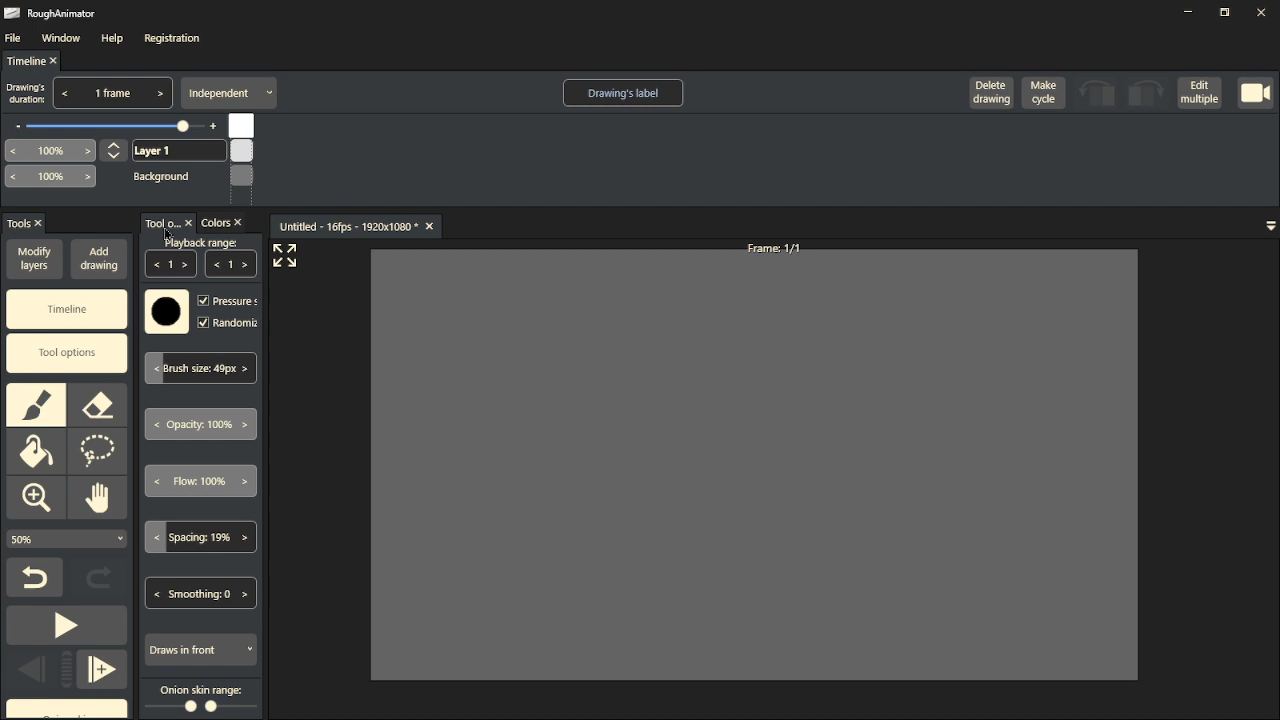 RoughAnimator
File Window Help Registration
Timeline
Drawing's duration: < 1 frame > Independent Drawing's label Delete drawing Make cycle Edit multiple
- +
< 100% > Layer 1
< 100% > Background
Tools Tool o... Colors Untitled - 16fps - 1920x1080 *
Playback range:
Frame: 1/1
Modify layers Add drawing < 1 > < 1 >
Timeline
Pressure s
Randomiz
Tool options
< Brush size: 49px >
< Opacity: 100% >
< Flow: 100% >
50%
< Spacing: 19% >
< Smoothing: 0 >
Draws in front
Onion skin range: